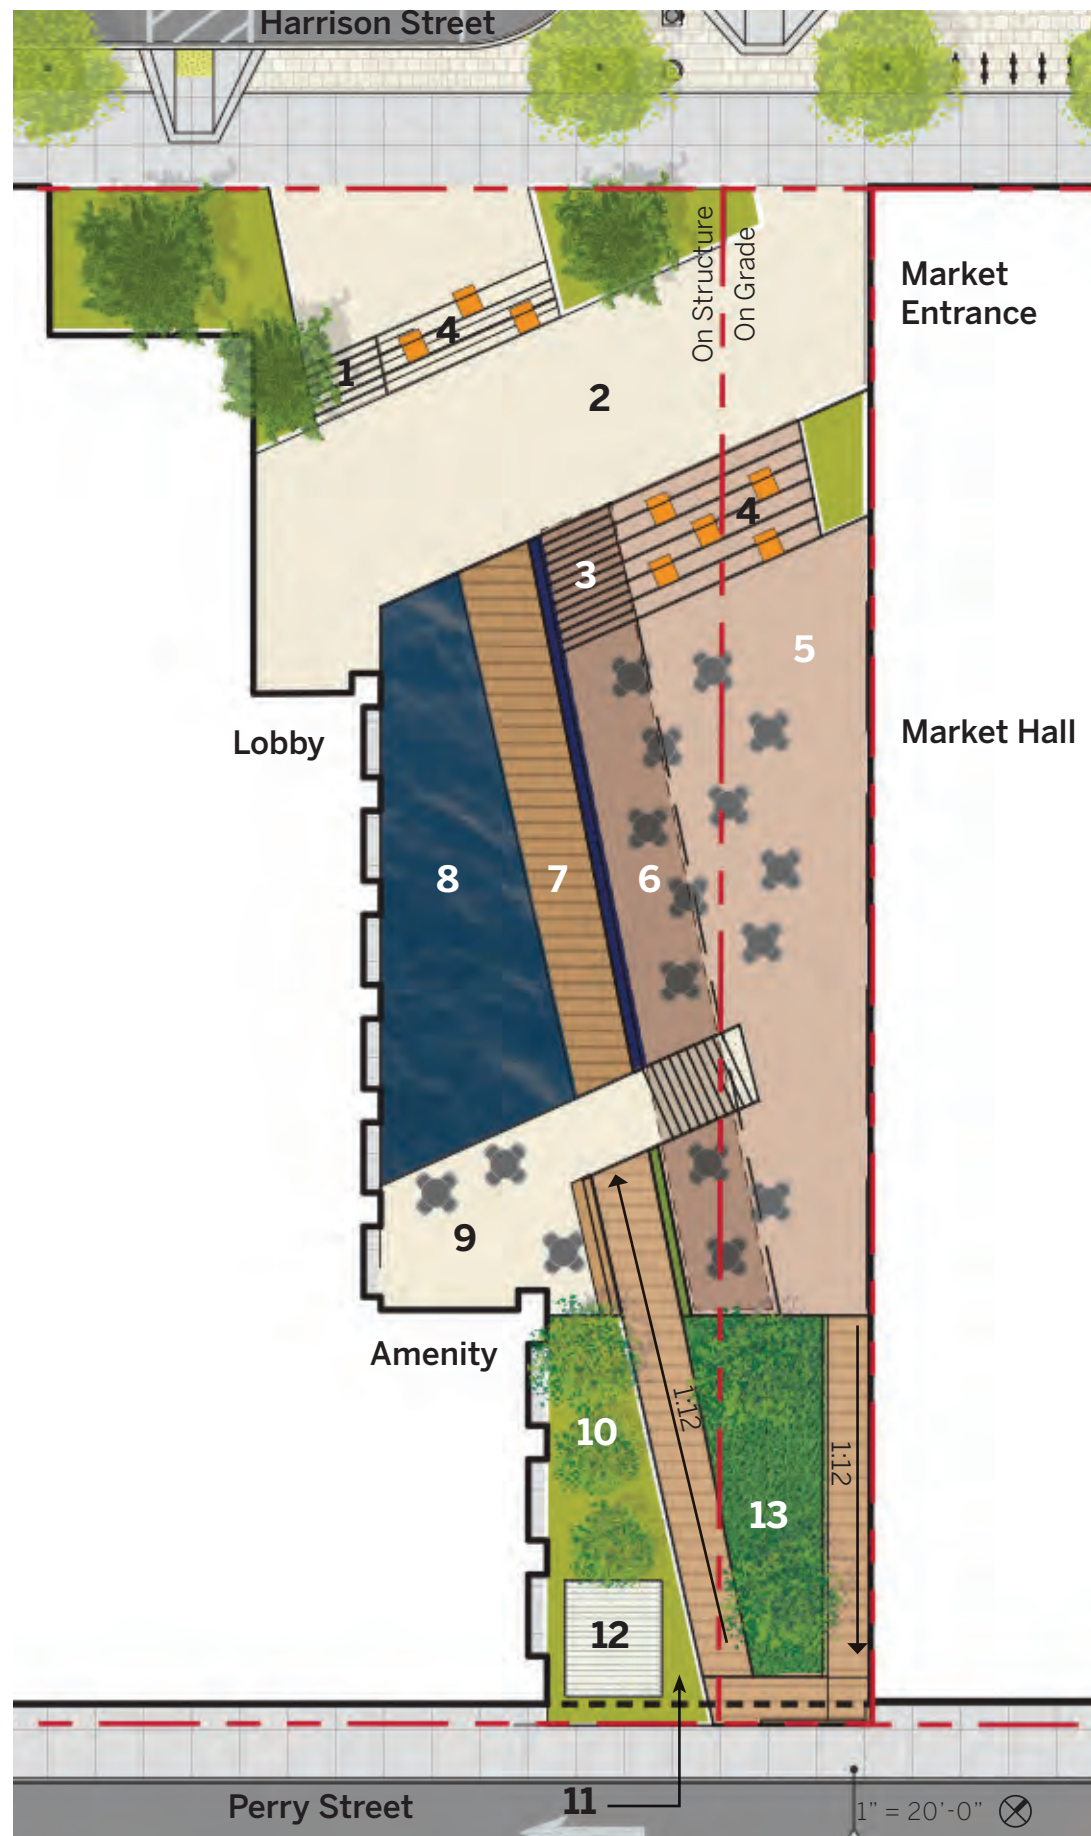 Harrison Street
On Structure
On Grade
Market
Entrance
1
4
2
4
3
5
Lobby
Market Hall
8
7
6
9
Amenity
1:12
10
1:12
13
12
Perry Street
11
1" = 20'-0"